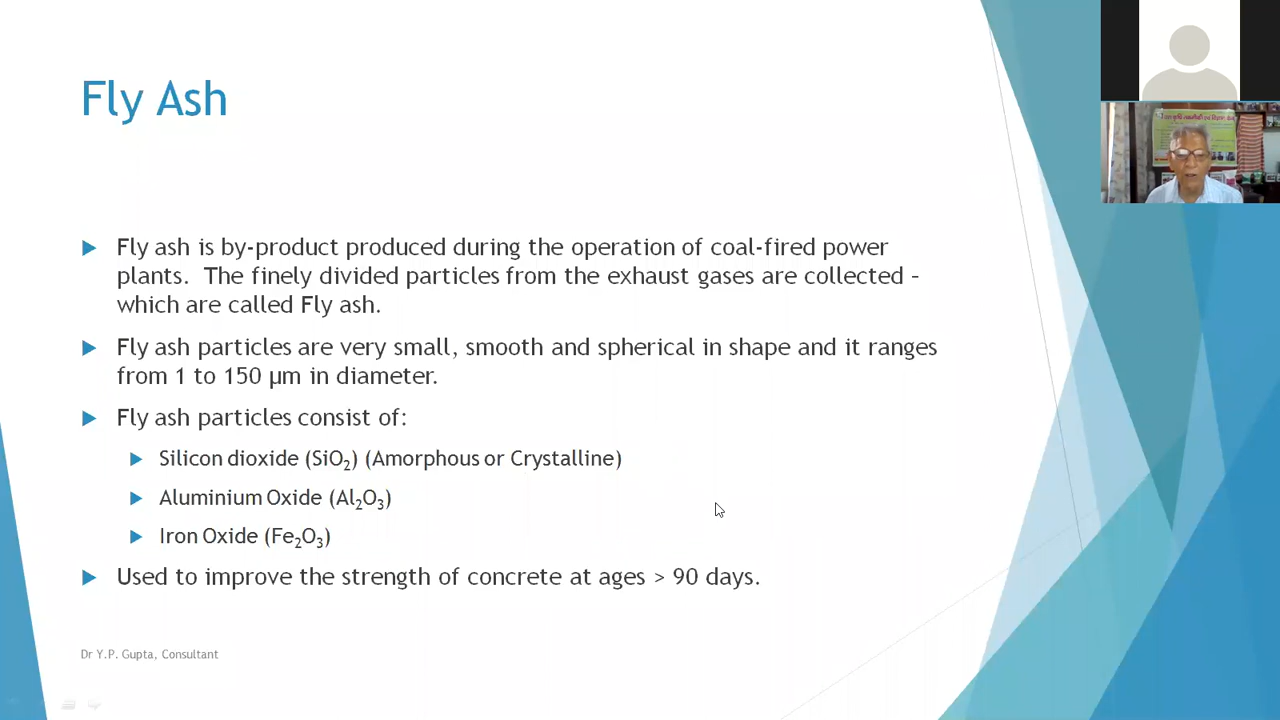 Fly Ash
Fly ash is by-product produced during the operation of coal-fired power
plants.  The finely divided particles from the exhaust gases are collected –
which are called Fly ash.
Fly ash particles are very small, smooth and spherical in shape and it ranges
from 1 to 150 µm in diameter.
Fly ash particles consist of:
Silicon dioxide (SiO₂) (Amorphous or Crystalline)
Aluminium Oxide (Al₂O₃)
Iron Oxide (Fe₂O₃)
Used to improve the strength of concrete at ages > 90 days.
Dr Y.P. Gupta, Consultant